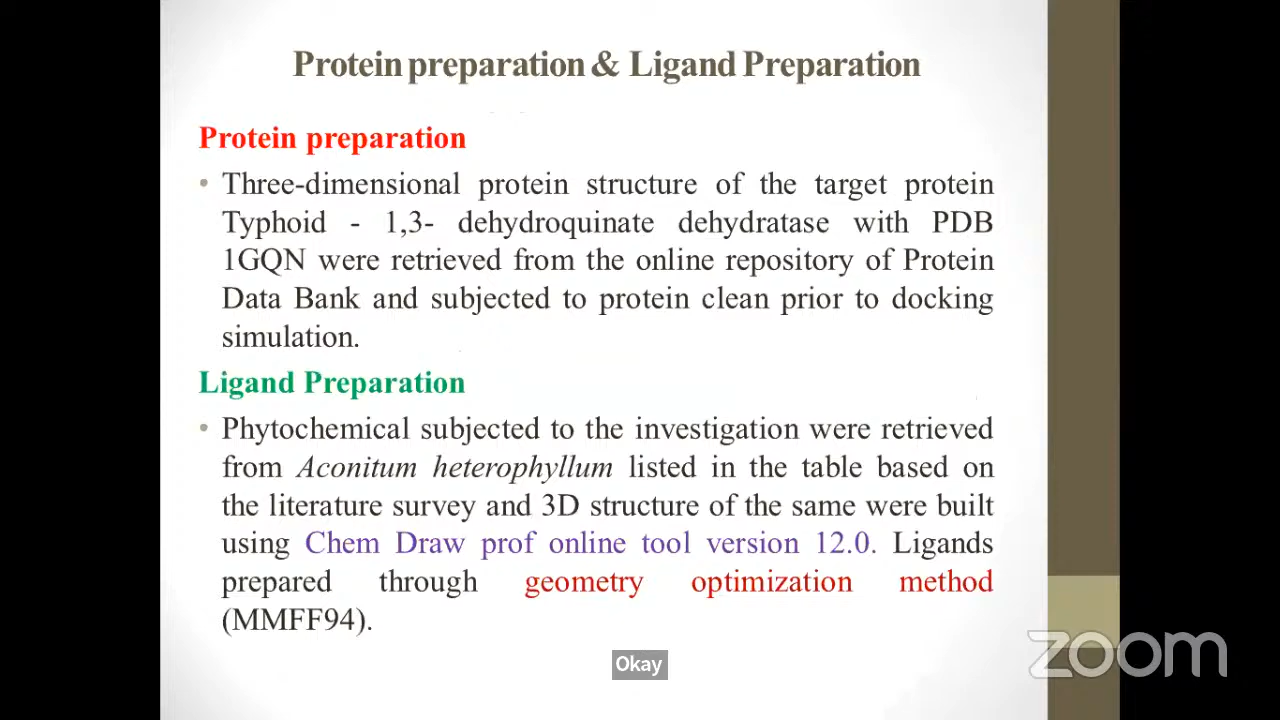 Protein preparation & Ligand Preparation
Protein preparation
• Three-dimensional protein structure of the target protein
Typhoid - 1,3- dehydroquinate dehydratase with PDB
1GQN were retrieved from the online repository of Protein
Data Bank and subjected to protein clean prior to docking
simulation.
Ligand Preparation
• Phytochemical subjected to the investigation were retrieved
from Aconitum heterophyllum listed in the table based on
the literature survey and 3D structure of the same were built
using Chem Draw prof online tool version 12.0. Ligands
prepared through geometry optimization method
(MMFF94).
zoom
Okay